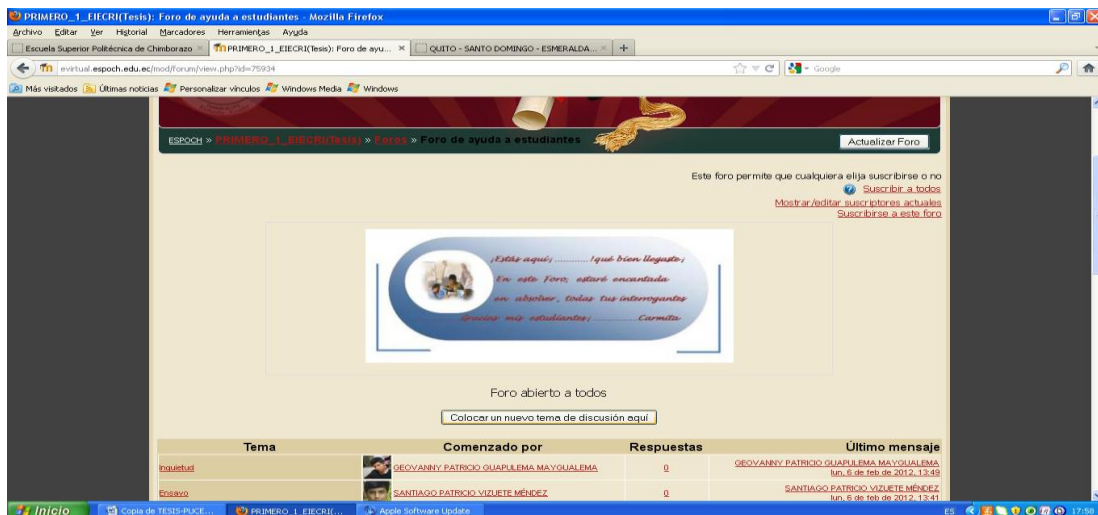 PRIMERO_1_EIECRI(Tesis): Foro de ayuda a estudiantes - Mozilla Firefox
Archivo Editar Ver Historial Marcadores Herramientas Ayuda
Escuela Superior Politécnica de Chimborazo
PRIMERO_1_EIECRI(Tesis): Foro de ayu...
QUITO - SANTO DOMINGO - ESMERALDA...
evirtual.espoch.edu.ec/mod/forum/view.php?id=75934
Google
Más visitados Últimas noticias Personalizar vínculos Windows Media Windows
ESPOCH » PRIMERO_1_EIECRI(Tesis) » Foros » Foro de ayuda a estudiantes
Actualizar Foro
Este foro permite que cualquiera elija suscribirse o no
Suscribir a todos
Mostrar/editar suscriptores actuales
Suscribirse a este foro
¡Estás aquí¡ ............!qué bien llegaste¡
En este Foro; estaré encantada
en absolver, todas tus interrogantes
Gracias mis estudiantes¡ ..............Carmita
Foro abierto a todos
Colocar un nuevo tema de discusión aquí
Tema Comenzado por Respuestas Último mensaje
Inquietud GEOVANNY PATRICIO GUAPULEMA MAYGUALEMA 0 GEOVANNY PATRICIO GUAPULEMA MAYGUALEMA
lun, 6 de feb de 2012, 13:49
Ensayo SANTIAGO PATRICIO VIZUETE MÉNDEZ 0 SANTIAGO PATRICIO VIZUETE MÉNDEZ
lun, 6 de feb de 2012, 13:41
Inicio Copia de TESIS-PUCE... PRIMERO_1_EIECRI(... Apple Software Update ES 17:58